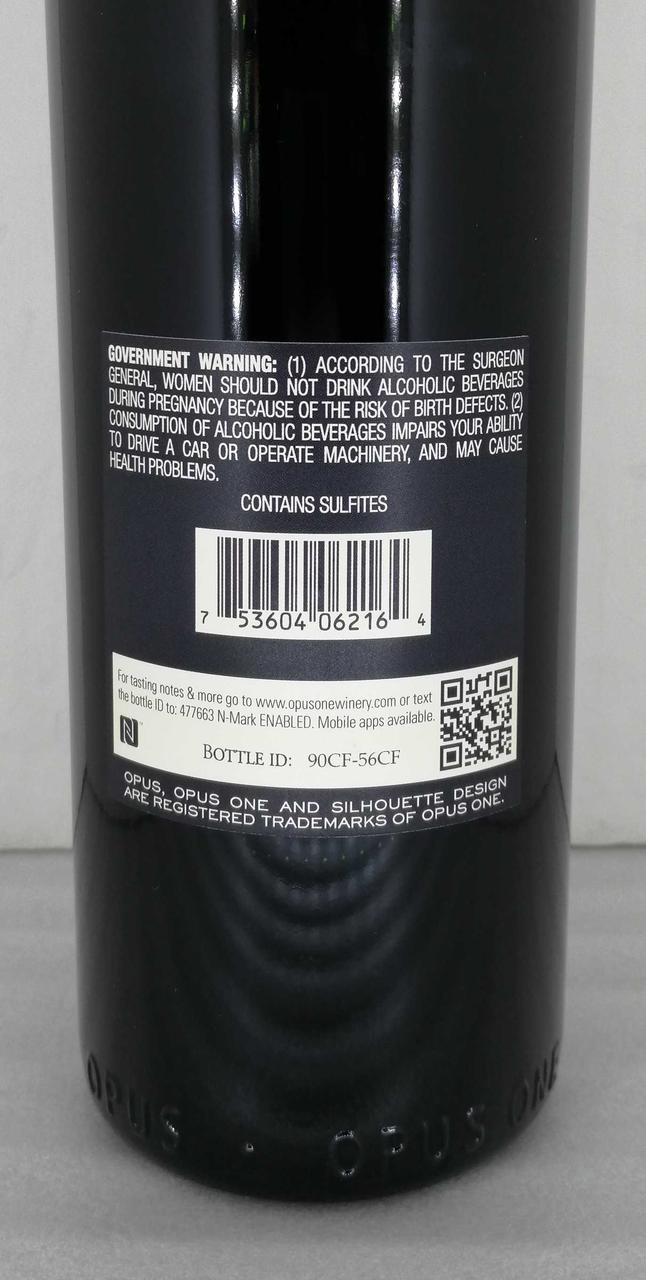 GOVERNMENT WARNING: (1) ACCORDING TO THE SURGEON
GENERAL, WOMEN SHOULD NOT DRINK ALCOHOLIC BEVERAGES
DURING PREGNANCY BECAUSE OF THE RISK OF BIRTH DEFECTS. (2)
CONSUMPTION OF ALCOHOLIC BEVERAGES IMPAIRS YOUR ABILITY
TO DRIVE A CAR OR OPERATE MACHINERY, AND MAY CAUSE
HEALTH PROBLEMS.
CONTAINS SULFITES
7 53604 06216 4
For tasting notes & more go to www.opusonewinery.com or text
the bottle ID to: 477663 N-Mark ENABLED. Mobile apps available.
N™
BOTTLE ID: 90CF-56CF
OPUS, OPUS ONE AND SILHOUETTE DESIGN
ARE REGISTERED TRADEMARKS OF OPUS ONE.
OPUS · OPUS ONE